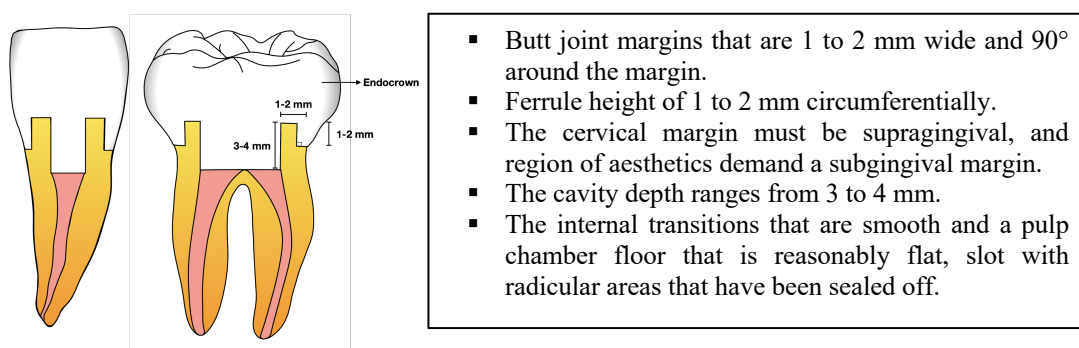 Endocrown
1-2 mm
1-2 mm
3-4 mm
▪ Butt joint margins that are 1 to 2 mm wide and 90°
around the margin.
▪ Ferrule height of 1 to 2 mm circumferentially.
▪ The cervical margin must be supragingival, and
region of aesthetics demand a subgingival margin.
▪ The cavity depth ranges from 3 to 4 mm.
▪ The internal transitions that are smooth and a pulp
chamber floor that is reasonably flat, slot with
radicular areas that have been sealed off.